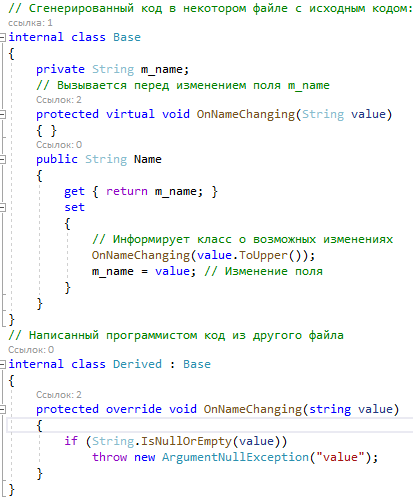 // Сгенерированный код в некотором файле с исходным кодом:
ссылка: 1
internal class Base
{
private String m_name;
// Вызывается перед изменением поля m_name
Ссылок: 2
protected virtual void OnNameChanging(String value)
{ }
Ссылок: 0
public String Name
{
get { return m_name; }
set
{
// Информирует класс о возможных изменениях
OnNameChanging(value.ToUpper());
m_name = value; // Изменение поля
}
}
}
// Написанный программистом код из другого файла
Ссылок: 0
internal class Derived : Base
{
Ссылок: 2
protected override void OnNameChanging(string value)
{
if (String.IsNullOrEmpty(value))
throw new ArgumentNullException("value");
}
}